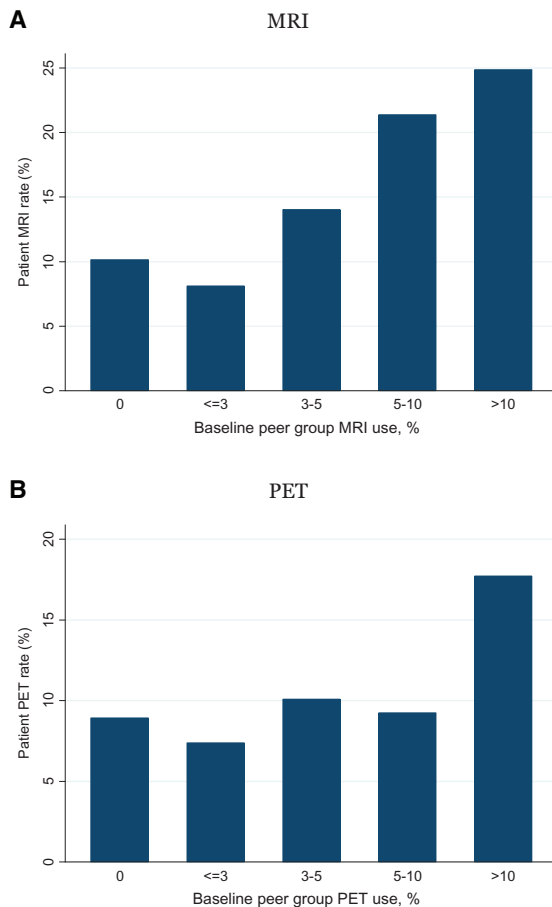 A
MRI
Patient MRI rate (%)
25
20
15
10
5
0
0 <=3 3-5 5-10 >10
Baseline peer group MRI use, %
B
PET
Patient PET rate (%)
20
15
10
5
0
0 <=3 3-5 5-10 >10
Baseline peer group PET use, %